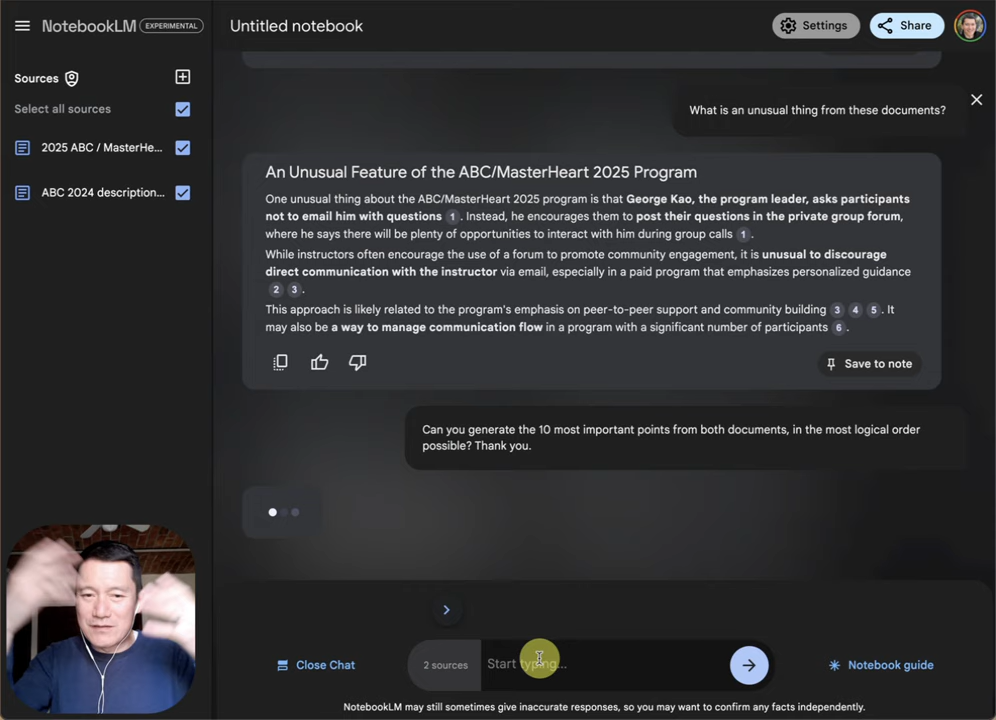 NotebookLM EXPERIMENTAL
Untitled notebook
Settings
Share
Sources
Select all sources
2025 ABC / MasterHe...
ABC 2024 description...
What is an unusual thing from these documents?
An Unusual Feature of the ABC/MasterHeart 2025 Program
One unusual thing about the ABC/MasterHeart 2025 program is that George Kao, the program leader, asks participants
not to email him with questions 1. Instead, he encourages them to post their questions in the private group forum,
where he says there will be plenty of opportunities to interact with him during group calls 1.
While instructors often encourage the use of a forum to promote community engagement, it is unusual to discourage
direct communication with the instructor via email, especially in a paid program that emphasizes personalized guidance
2 3.
This approach is likely related to the program's emphasis on peer-to-peer support and community building 3 4 5. It
may also be a way to manage communication flow in a program with a significant number of participants 6.
Save to note
Can you generate the 10 most important points from both documents, in the most logical order
possible? Thank you.
Close Chat
2 sources
Start typing...
Notebook guide
NotebookLM may still sometimes give inaccurate responses, so you may want to confirm any facts independently.